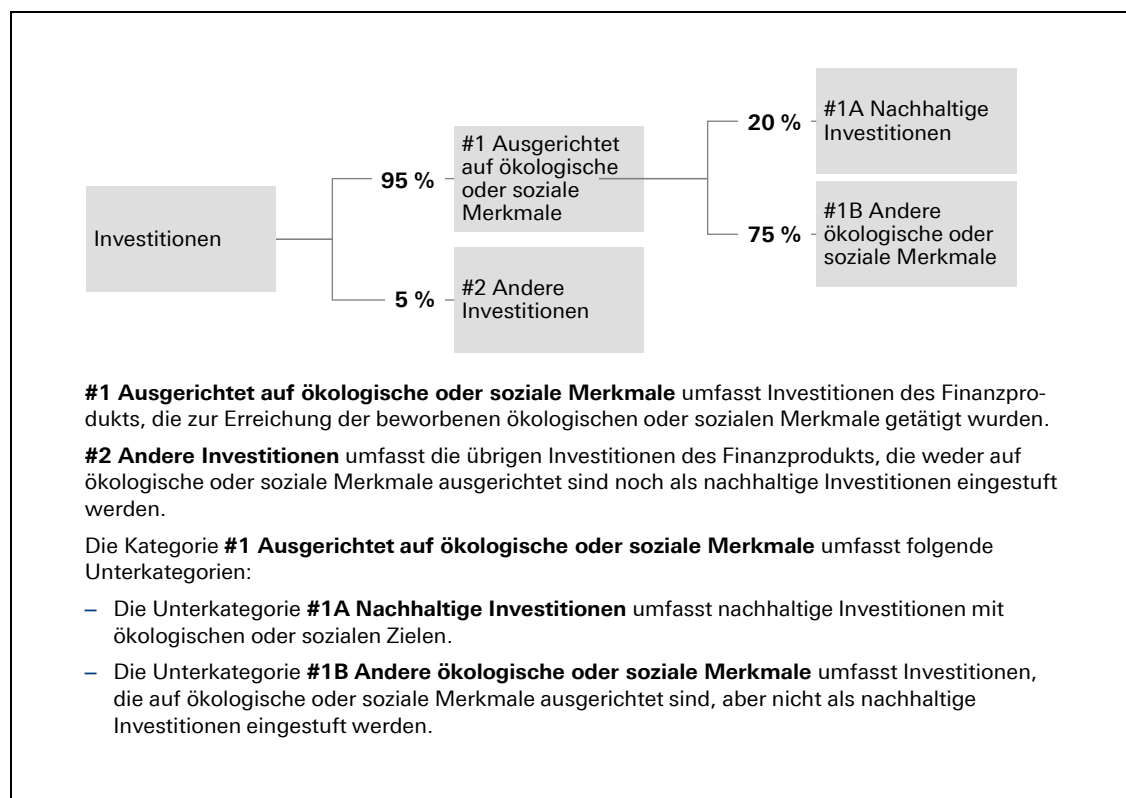 Investitionen
95 %
#1 Ausgerichtet
auf ökologische
oder soziale
Merkmale
5 %
#2 Andere
Investitionen
20 %
#1A Nachhaltige
Investitionen
75 %
#1B Andere
ökologische oder
soziale Merkmale
#1 Ausgerichtet auf ökologische oder soziale Merkmale umfasst Investitionen des Finanzpro-
dukts, die zur Erreichung der beworbenen ökologischen oder sozialen Merkmale getätigt wurden.
#2 Andere Investitionen umfasst die übrigen Investitionen des Finanzprodukts, die weder auf
ökologische oder soziale Merkmale ausgerichtet sind noch als nachhaltige Investitionen eingestuft
werden.
Die Kategorie #1 Ausgerichtet auf ökologische oder soziale Merkmale umfasst folgende
Unterkategorien:
– Die Unterkategorie #1A Nachhaltige Investitionen umfasst nachhaltige Investitionen mit
ökologischen oder sozialen Zielen.
– Die Unterkategorie #1B Andere ökologische oder soziale Merkmale umfasst Investitionen,
die auf ökologische oder soziale Merkmale ausgerichtet sind, aber nicht als nachhaltige
Investitionen eingestuft werden.